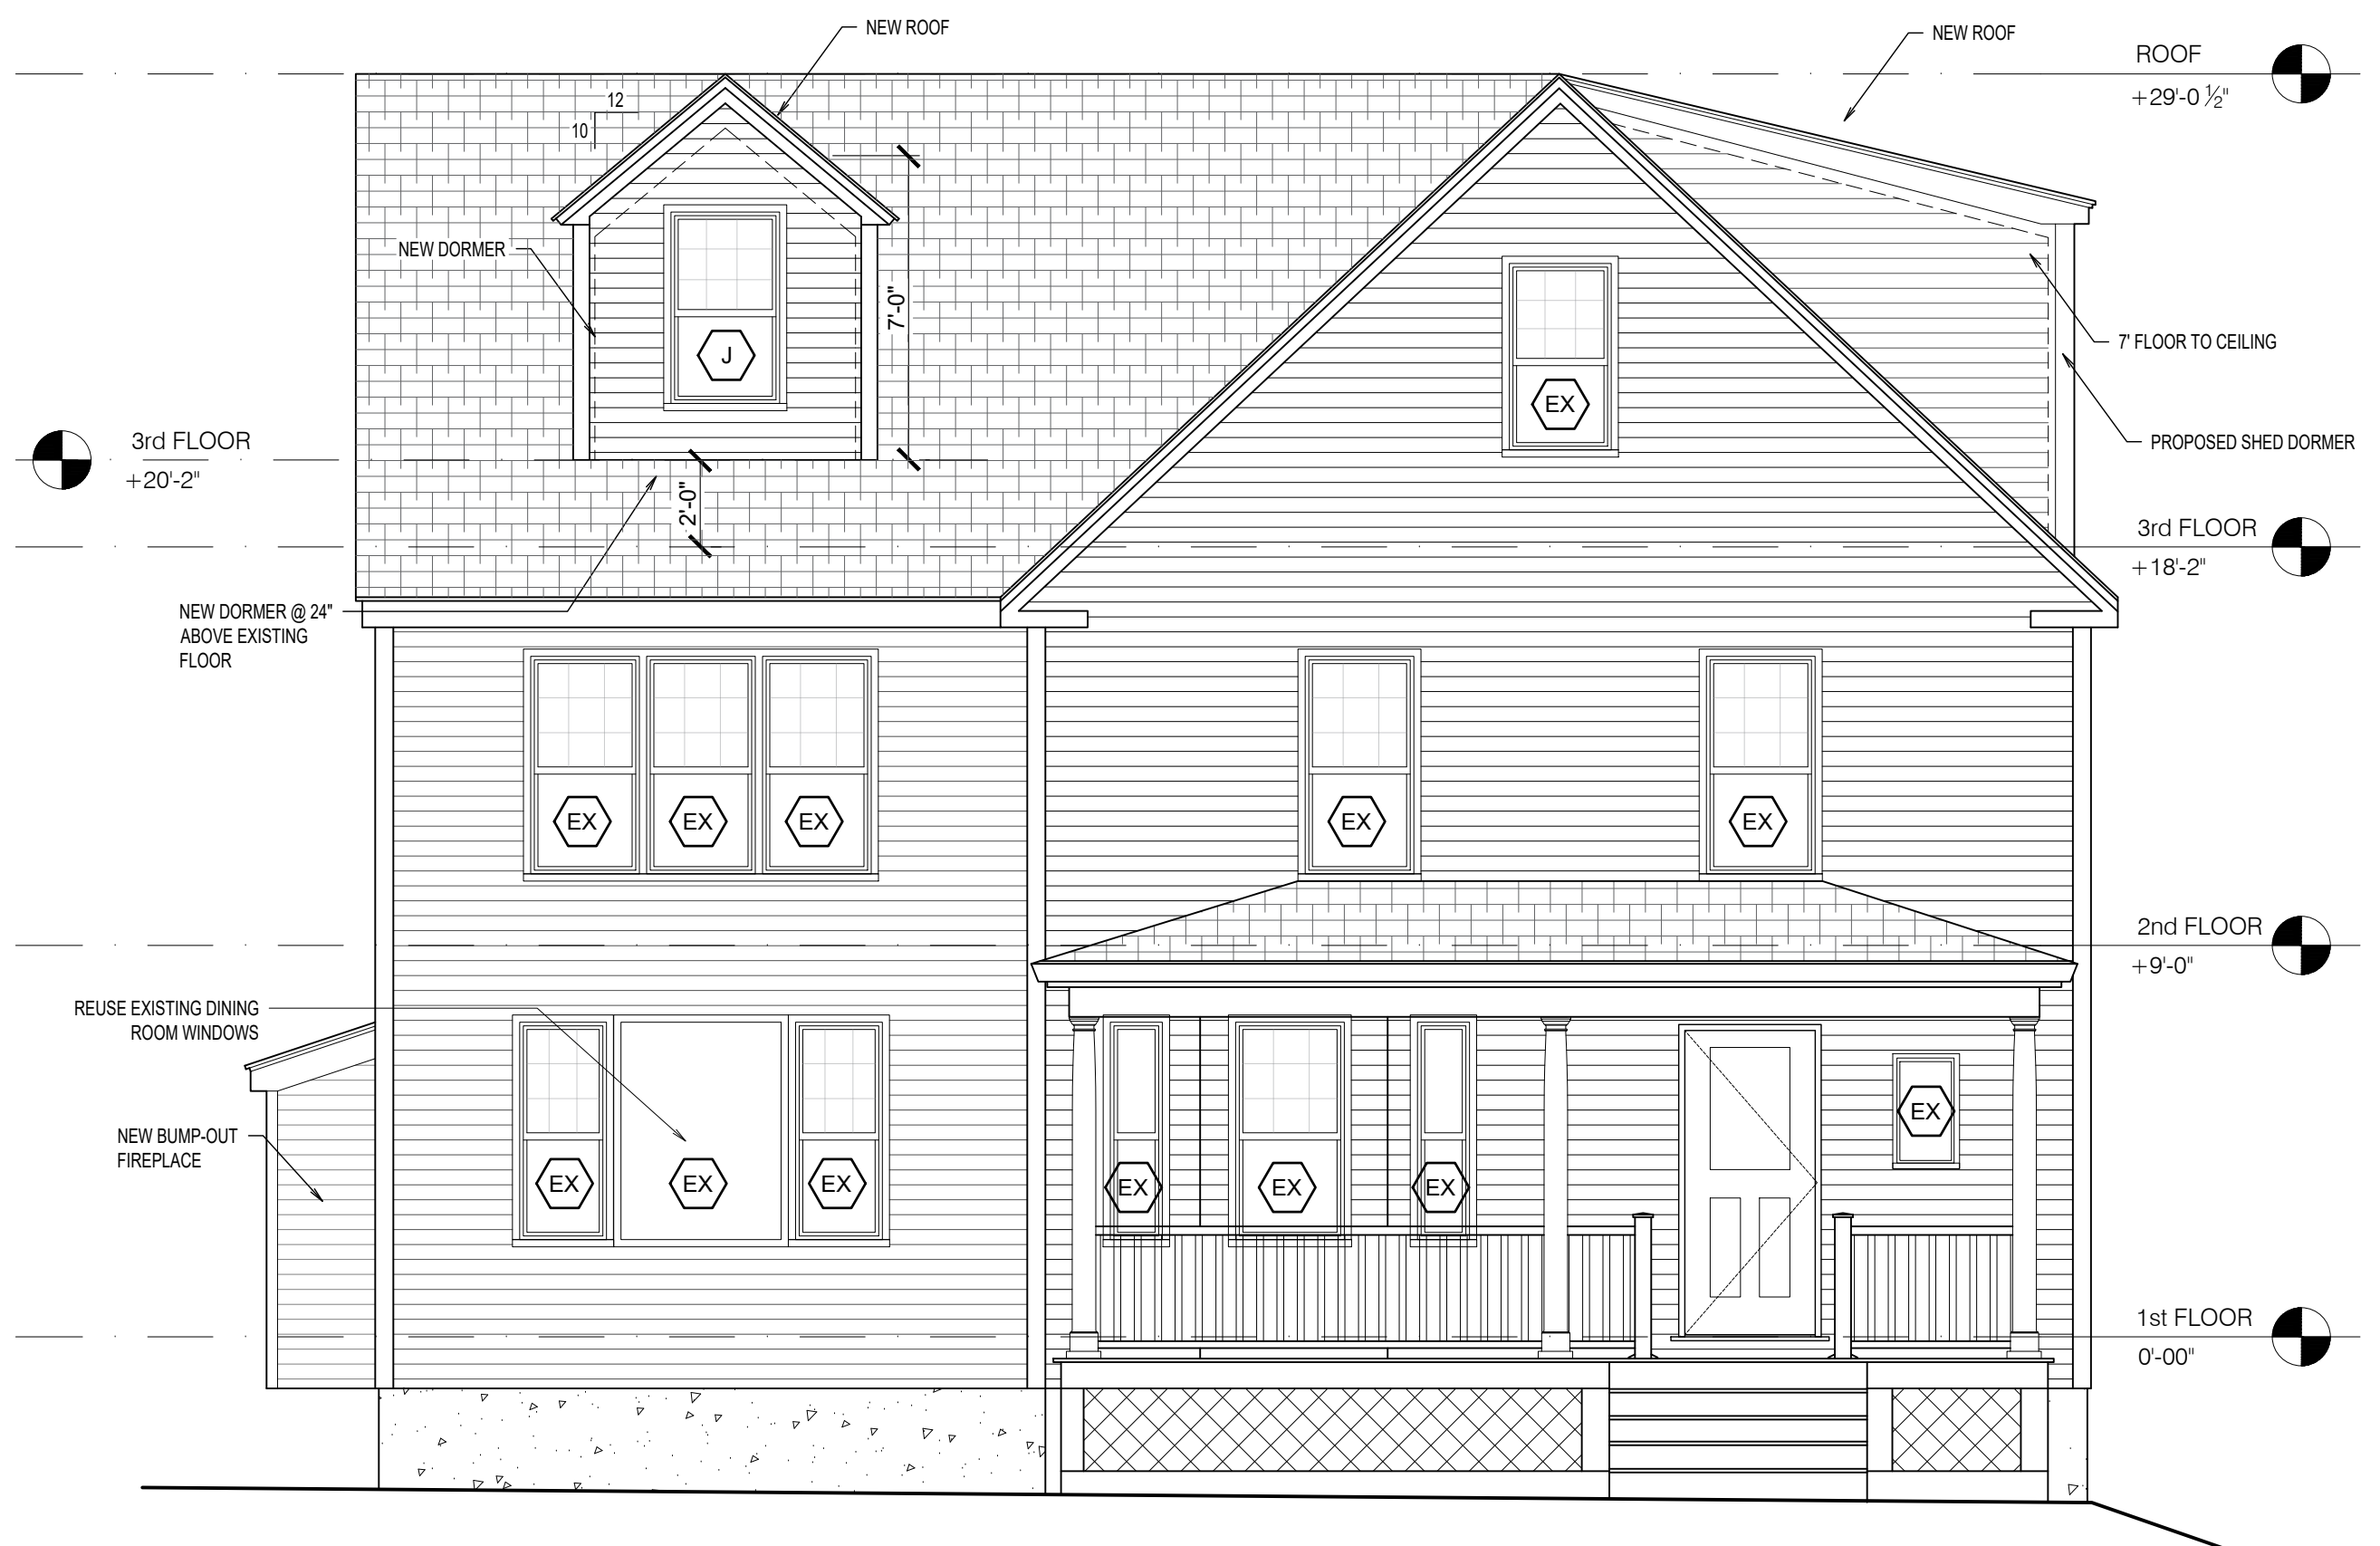 NEW ROOF
NEW ROOF
ROOF
+29'-0 ½"
12
10
NEW DORMER
7'-0"
J
7' FLOOR TO CEILING
EX
3rd FLOOR
+20'-2"
PROPOSED SHED DORMER
2'-0"
3rd FLOOR
+18'-2"
NEW DORMER @ 24"
ABOVE EXISTING
FLOOR
EX
EX
EX
EX
EX
2nd FLOOR
+9'-0"
REUSE EXISTING DINING
ROOM WINDOWS
NEW BUMP-OUT
FIREPLACE
EX
EX
EX
EX
EX
EX
EX
1st FLOOR
0'-00"